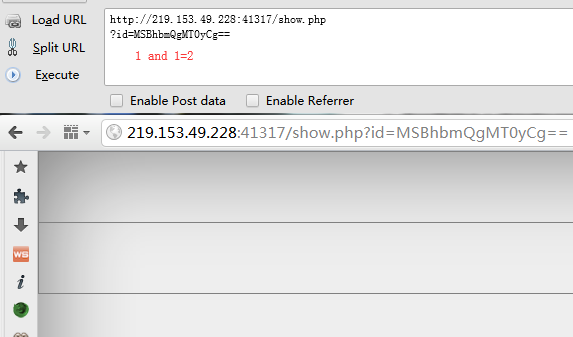 Load URL
http://219.153.49.228:41317/show.php
Split URL
?id=MSBhbmQgMT0yCg==
1 and 1=2
Execute
Enable Post data
Enable Referrer
219.153.49.228:41317/show.php?id=MSBhbmQgMT0yCg==
WS
i